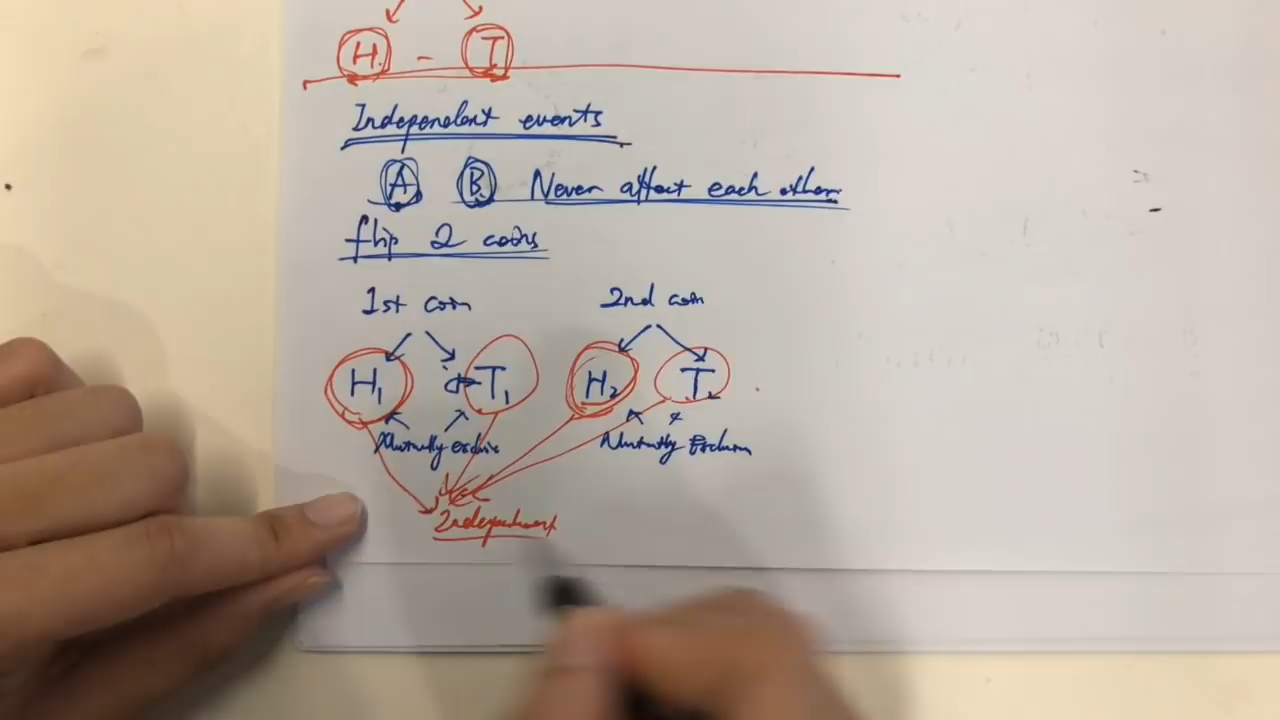 H - T
Independent events
A B Never affect each other
flip 2 coins
1st coin 2nd coin
H1 T1 H2 T2
Mutually exclusive Mutually Exclusive
Independent